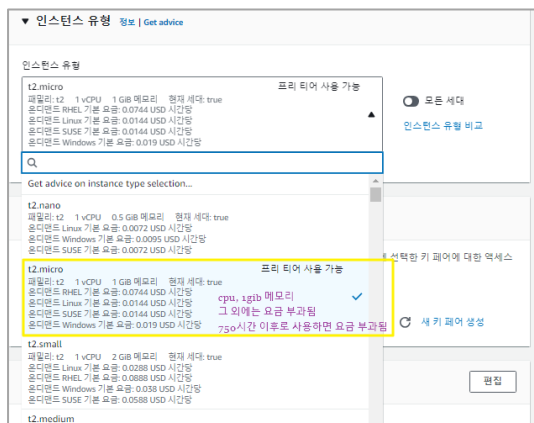 ▼ 인스턴스 유형 정보 | Get advice
인스턴스 유형
t2.micro 프리 티어 사용 가능
패밀리: t2 1 vCPU 1 GiB 메모리 현재 세대: true
온디맨드 RHEL 기본 요금: 0.0744 USD 시간당
온디맨드 Linux 기본 요금: 0.0144 USD 시간당
온디맨드 SUSE 기본 요금: 0.0144 USD 시간당
온디맨드 Windows 기본 요금: 0.019 USD 시간당
모든 세대
인스턴스 유형 비교
Get advice on instance type selection...
t2.nano
패밀리: t2 1 vCPU 0.5 GiB 메모리 현재 세대: true
온디맨드 Linux 기본 요금: 0.0072 USD 시간당
온디맨드 Windows 기본 요금: 0.0095 USD 시간당
온디맨드 SUSE 기본 요금: 0.0072 USD 시간당
선택한 키 페어에 대한 액세스
t2.micro 프리 티어 사용 가능
패밀리: t2 1 vCPU 1 GiB 메모리 현재 세대: true
온디맨드 RHEL 기본 요금: 0.0744 USD 시간당
온디맨드 Linux 기본 요금: 0.0144 USD 시간당
온디맨드 SUSE 기본 요금: 0.0144 USD 시간당
온디맨드 Windows 기본 요금: 0.019 USD 시간당
cpu, 1gib 메모리
그 외에는 요금 부과됨
750시간 이후로 사용하면 요금 부과됨
새 키 페어 생성
t2.small
패밀리: t2 1 vCPU 2 GiB 메모리 현재 세대: true
온디맨드 Linux 기본 요금: 0.0288 USD 시간당
온디맨드 RHEL 기본 요금: 0.0888 USD 시간당
온디맨드 Windows 기본 요금: 0.038 USD 시간당
온디맨드 SUSE 기본 요금: 0.0588 USD 시간당
편집
t2.medium